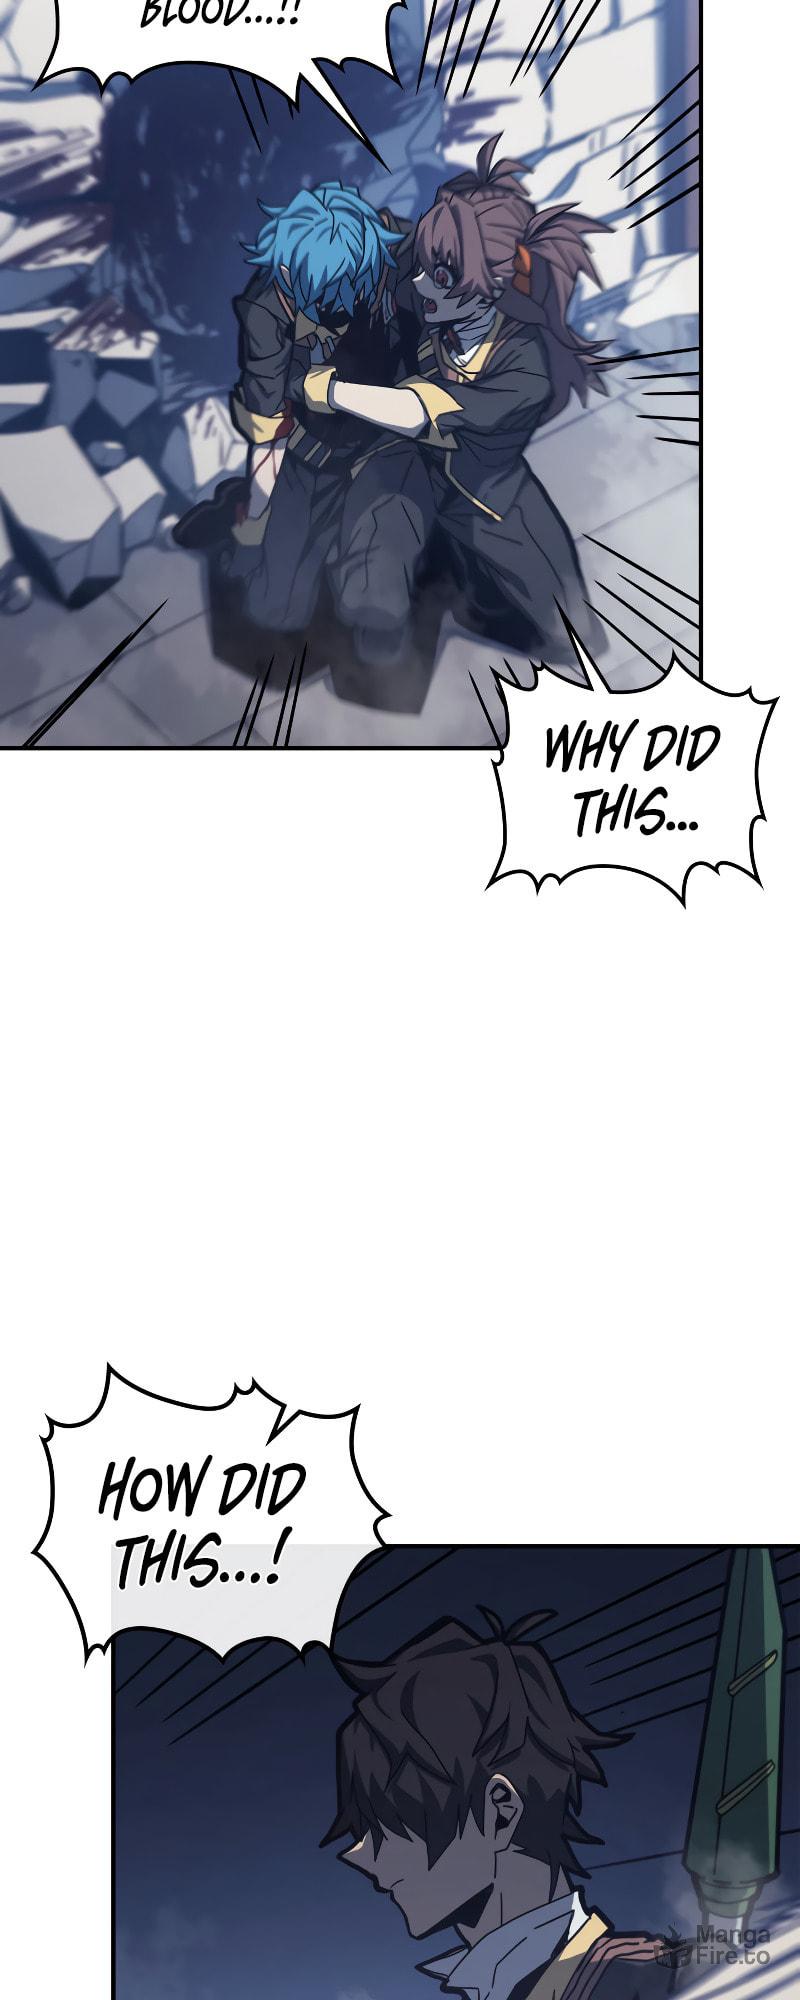 BLOOD...!!
WHY DID
THIS...
HOW DID
THIS...!
Manga
Fire.to